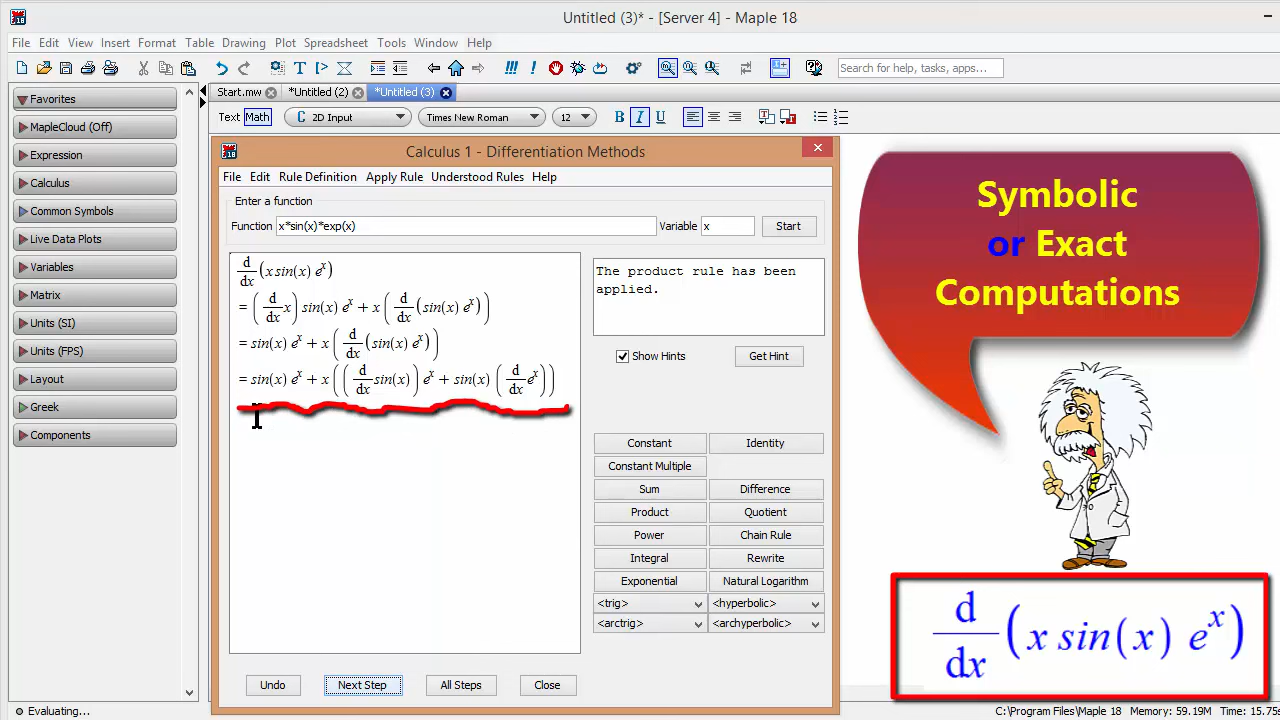 Untitled (3)* - [Server 4] - Maple 18
File Edit View Insert Format Table Drawing Plot Spreadsheet Tools Window Help
Search for help, tasks, apps...
Start.mw *Untitled (2) *Untitled (3)
Text Math C 2D Input Times New Roman 12 B I U
Favorites
MapleCloud (Off)
Expression
Calculus
Common Symbols
Live Data Plots
Variables
Matrix
Units (SI)
Units (FPS)
Layout
Greek
Components
Calculus 1 - Differentiation Methods
File Edit Rule Definition Apply Rule Understood Rules Help
Enter a function
Function x*sin(x)*exp(x) Variable x Start
d/dx (x sin(x) e^x)
= (d/dx x) sin(x) e^x + x (d/dx (sin(x) e^x))
= sin(x) e^x + x (d/dx (sin(x) e^x))
= sin(x) e^x + x ((d/dx sin(x)) e^x + sin(x) (d/dx e^x))
The product rule has been
applied.
Show Hints Get Hint
Constant Identity
Constant Multiple
Sum Difference
Product Quotient
Power Chain Rule
Integral Rewrite
Exponential Natural Logarithm
<trig> <hyperbolic>
<arctrig> <archyperbolic>
Undo Next Step All Steps Close
Symbolic
or Exact
Computations
d/dx (x sin(x) e^x)
Evaluating...
C:\Program Files\Maple 18 Memory: 59.19M Time: 15.75s